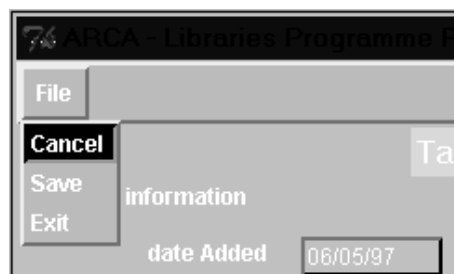 ARCA - Libraries Programme
File
Cancel
Save
Exit
Ta
information
date Added 06/05/97